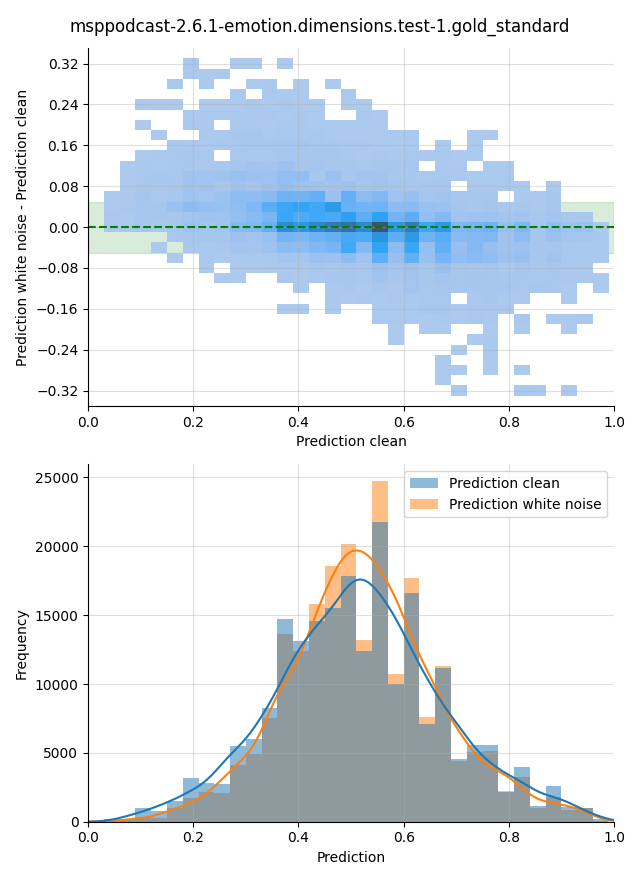 msppodcast-2.6.1-emotion.dimensions.test-1.gold_standard
Prediction white noise - Prediction clean
0.32
0.24
0.16
0.08
0.00
−0.08
−0.16
−0.24
−0.32
0.0 0.2 0.4 0.6 0.8 1.0
Prediction clean
Frequency
25000
20000
15000
10000
5000
0
Prediction clean
Prediction white noise
0.0 0.2 0.4 0.6 0.8 1.0
Prediction